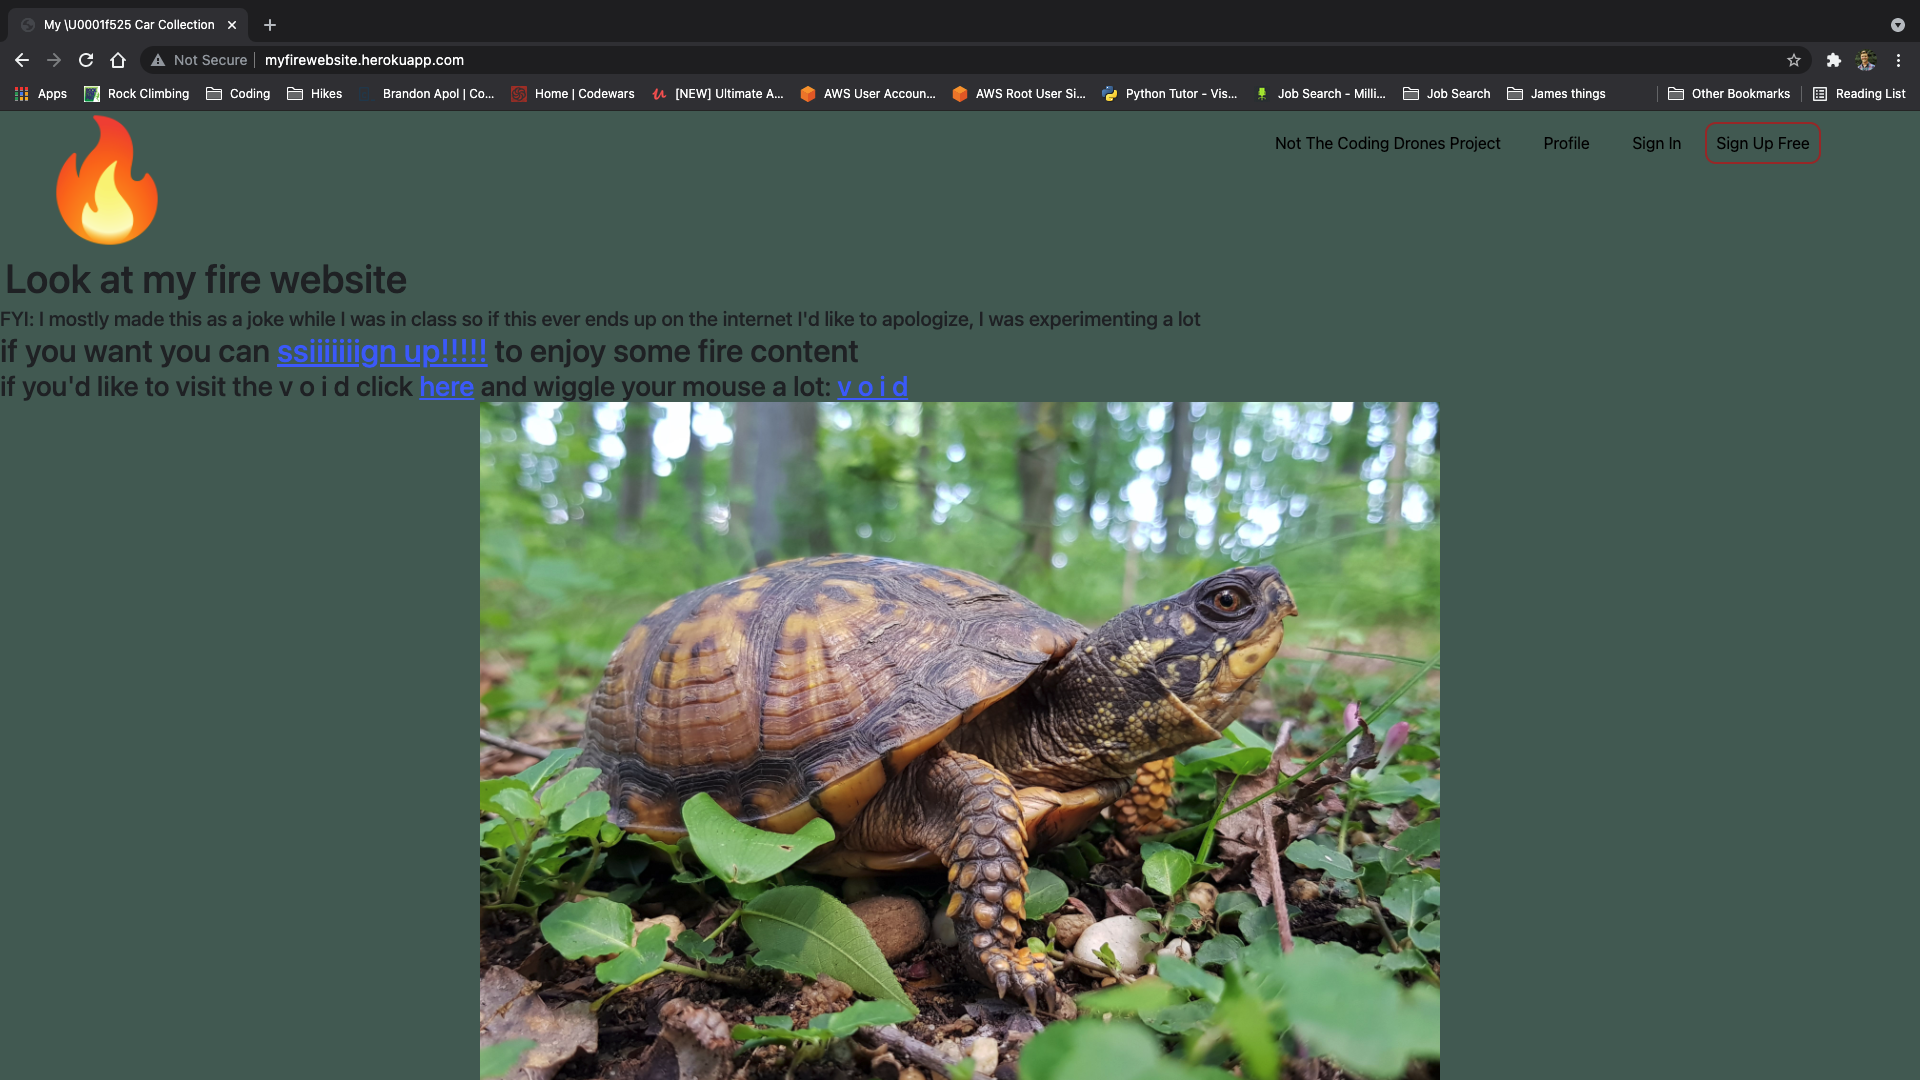 My \U0001f525 Car Collection
Not Secure myfirewebsite.herokuapp.com
Apps Rock Climbing Coding Hikes Brandon Apol | Co... Home | Codewars [NEW] Ultimate A... AWS User Accoun... AWS Root User Si... Python Tutor - Vis... Job Search - Milli... Job Search James things Other Bookmarks Reading List
Not The Coding Drones Project Profile Sign In Sign Up Free
Look at my fire website
FYI: I mostly made this as a joke while I was in class so if this ever ends up on the internet I'd like to apologize, I was experimenting a lot
if you want you can ssiiiiiiign up!!!!! to enjoy some fire content
if you'd like to visit the v o i d click here and wiggle your mouse a lot: v o i d